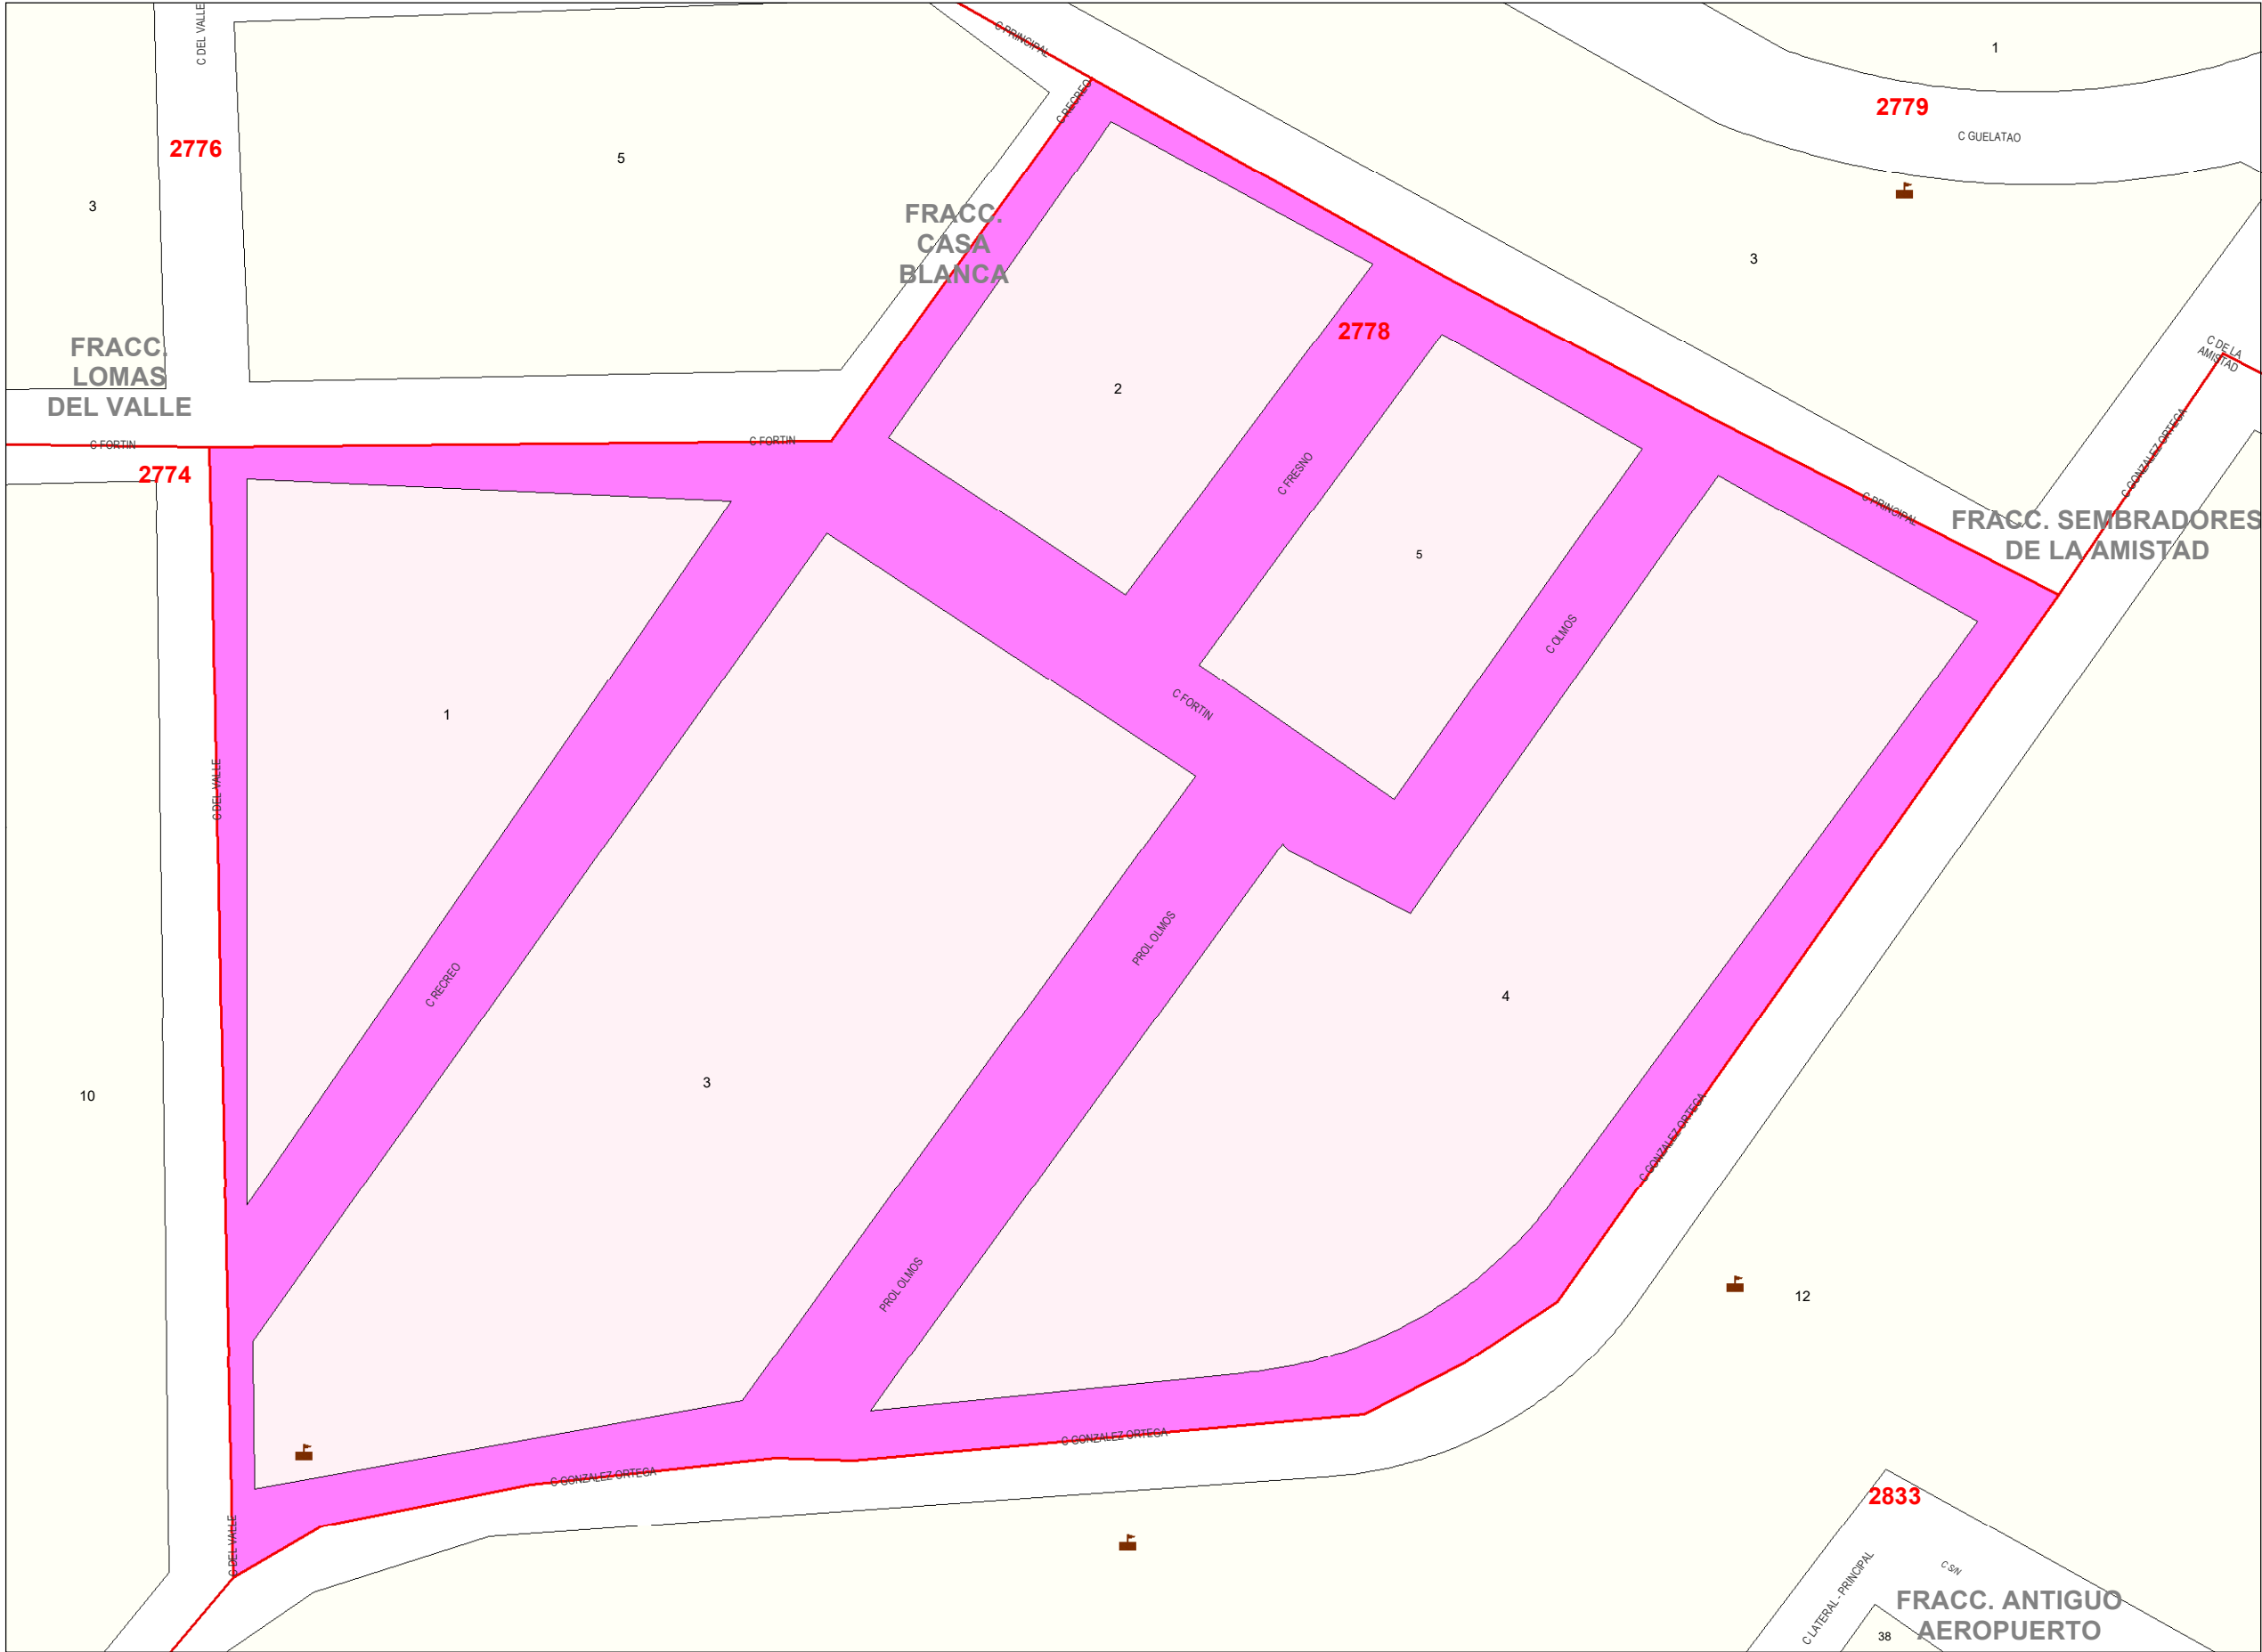 C DEL VALLE
C PRINCIPAL
1
2779
C GUELATAO
2776
5
C RECREO
3
FRACC.
CASA
BLANCA
3
2778
FRACC.
LOMAS
DEL VALLE
C DE LA
AMISTAD
2
C FORTIN
C FORTIN
2774
C FRESNO
C GONZALEZ ORTEGA
C PRINCIPAL
FRACC. SEMBRADORES
DE LA AMISTAD
5
C OLMOS
1
C FORTIN
C DEL VALLE
PROL OLMOS
C RECREO
4
3
10
C GONZALEZ ORTEGA
PROL OLMOS
12
C GONZALEZ ORTEGA
C GONZALEZ ORTEGA
2833
C DEL VALLE
C LATERAL - PRINCIPAL
C S/N
FRACC. ANTIGUO
AEROPUERTO
38